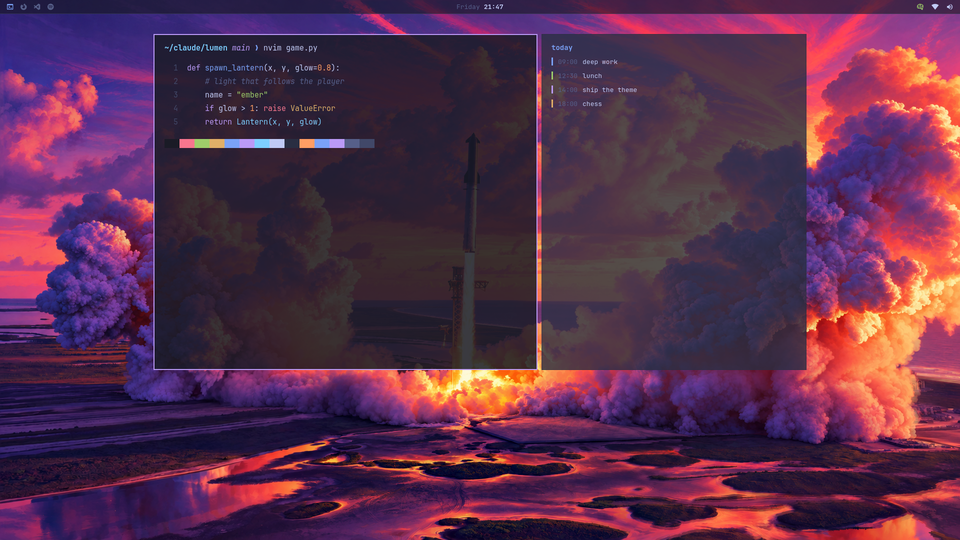 Friday 21:47
~/claude/lumen main ❯ nvim game.py
1 def spawn_lantern(x, y, glow=0.8):
2 # light that follows the player
3 name = "ember"
4 if glow > 1: raise ValueError
5 return Lantern(x, y, glow)
today
09:00 deep work
12:30 lunch
14:00 ship the theme
18:00 chess